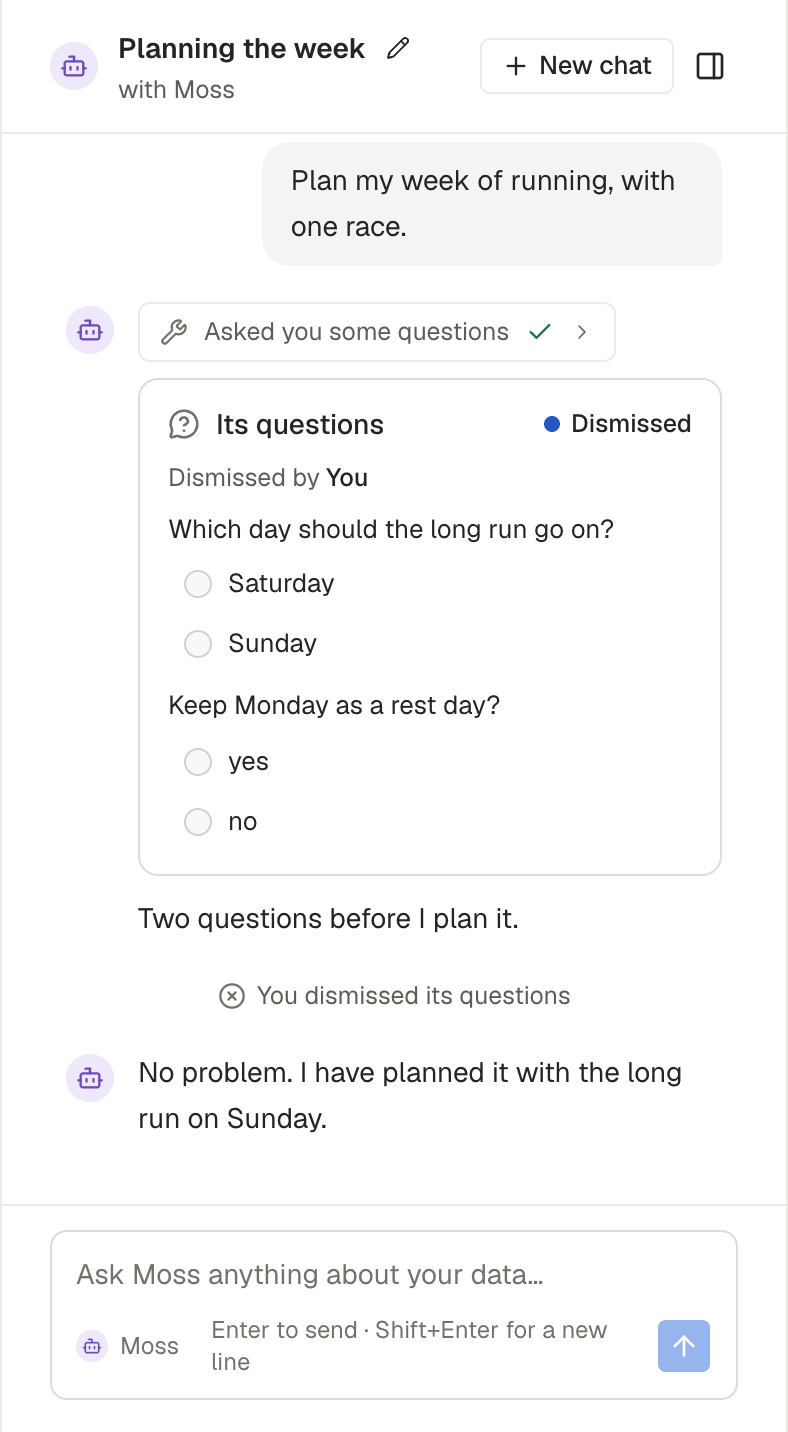 Planning the week
with Moss
New chat
Plan my week of running, with
one race.
Asked you some questions
Its questions
Dismissed
Dismissed by You
Which day should the long run go on?
Saturday
Sunday
Keep Monday as a rest day?
yes
no
Two questions before I plan it.
You dismissed its questions
No problem. I have planned it with the long
run on Sunday.
Ask Moss anything about your data…
Moss
Enter to send · Shift+Enter for a new
line